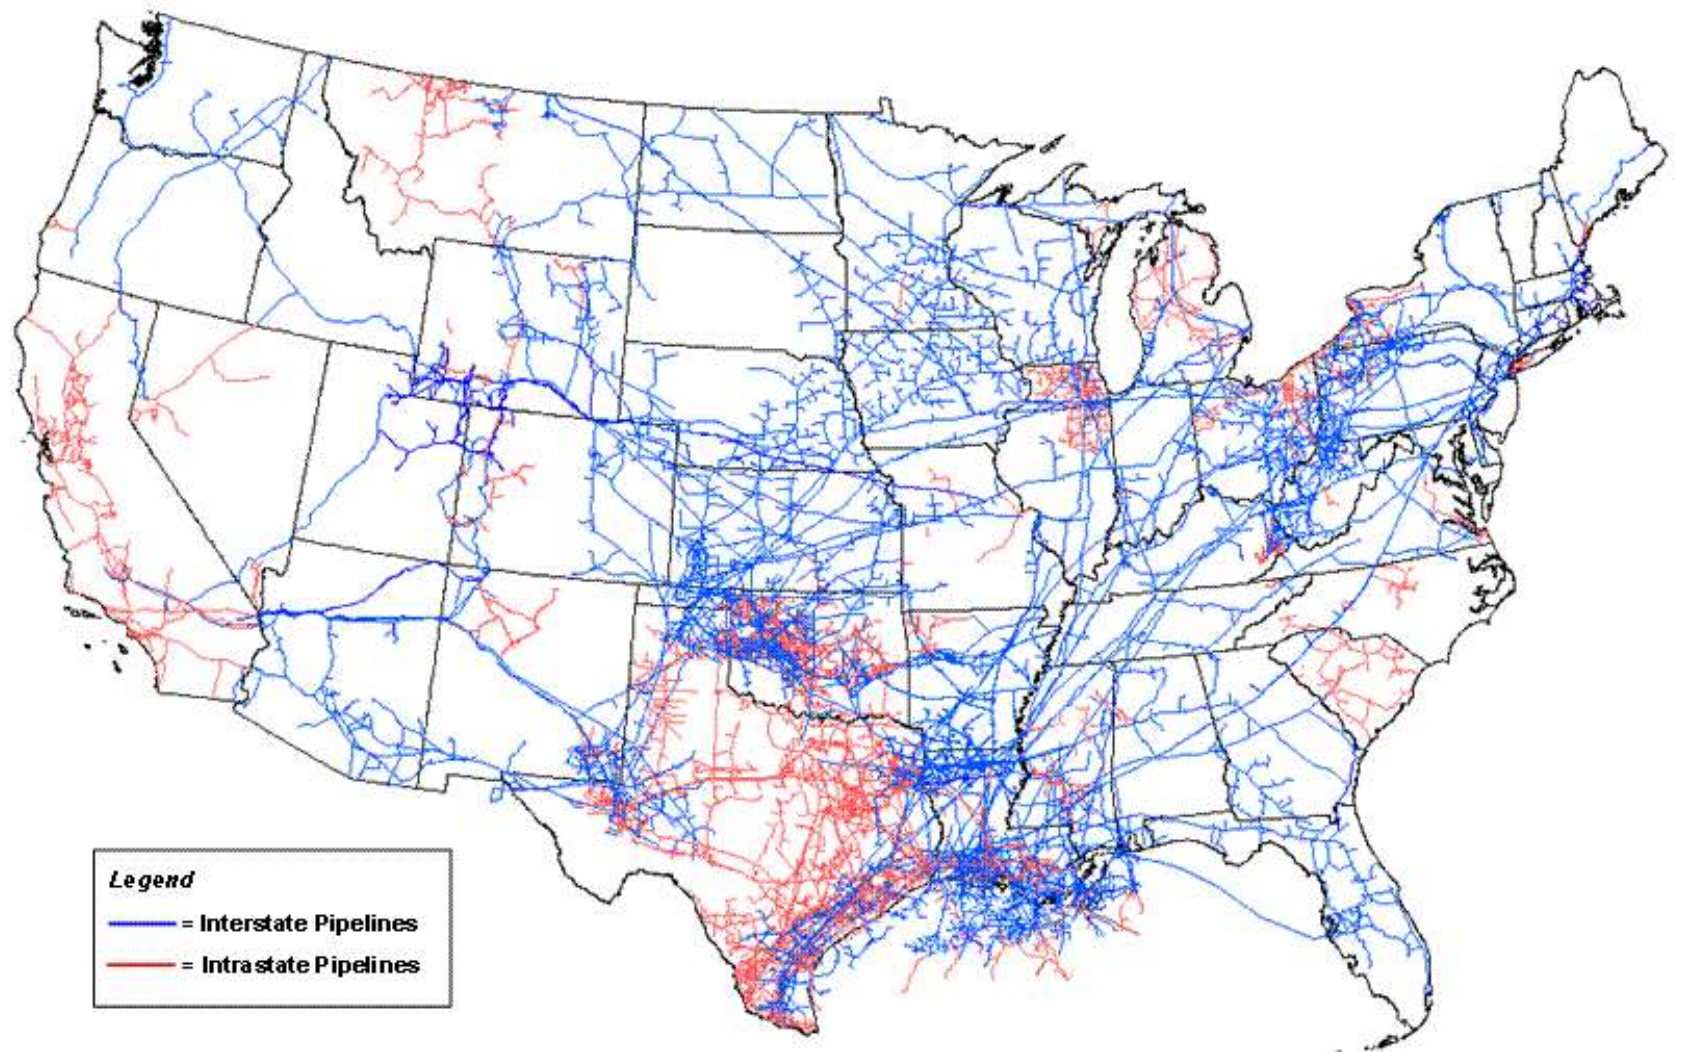 Legend
= Interstate Pipelines
= Intrastate Pipelines